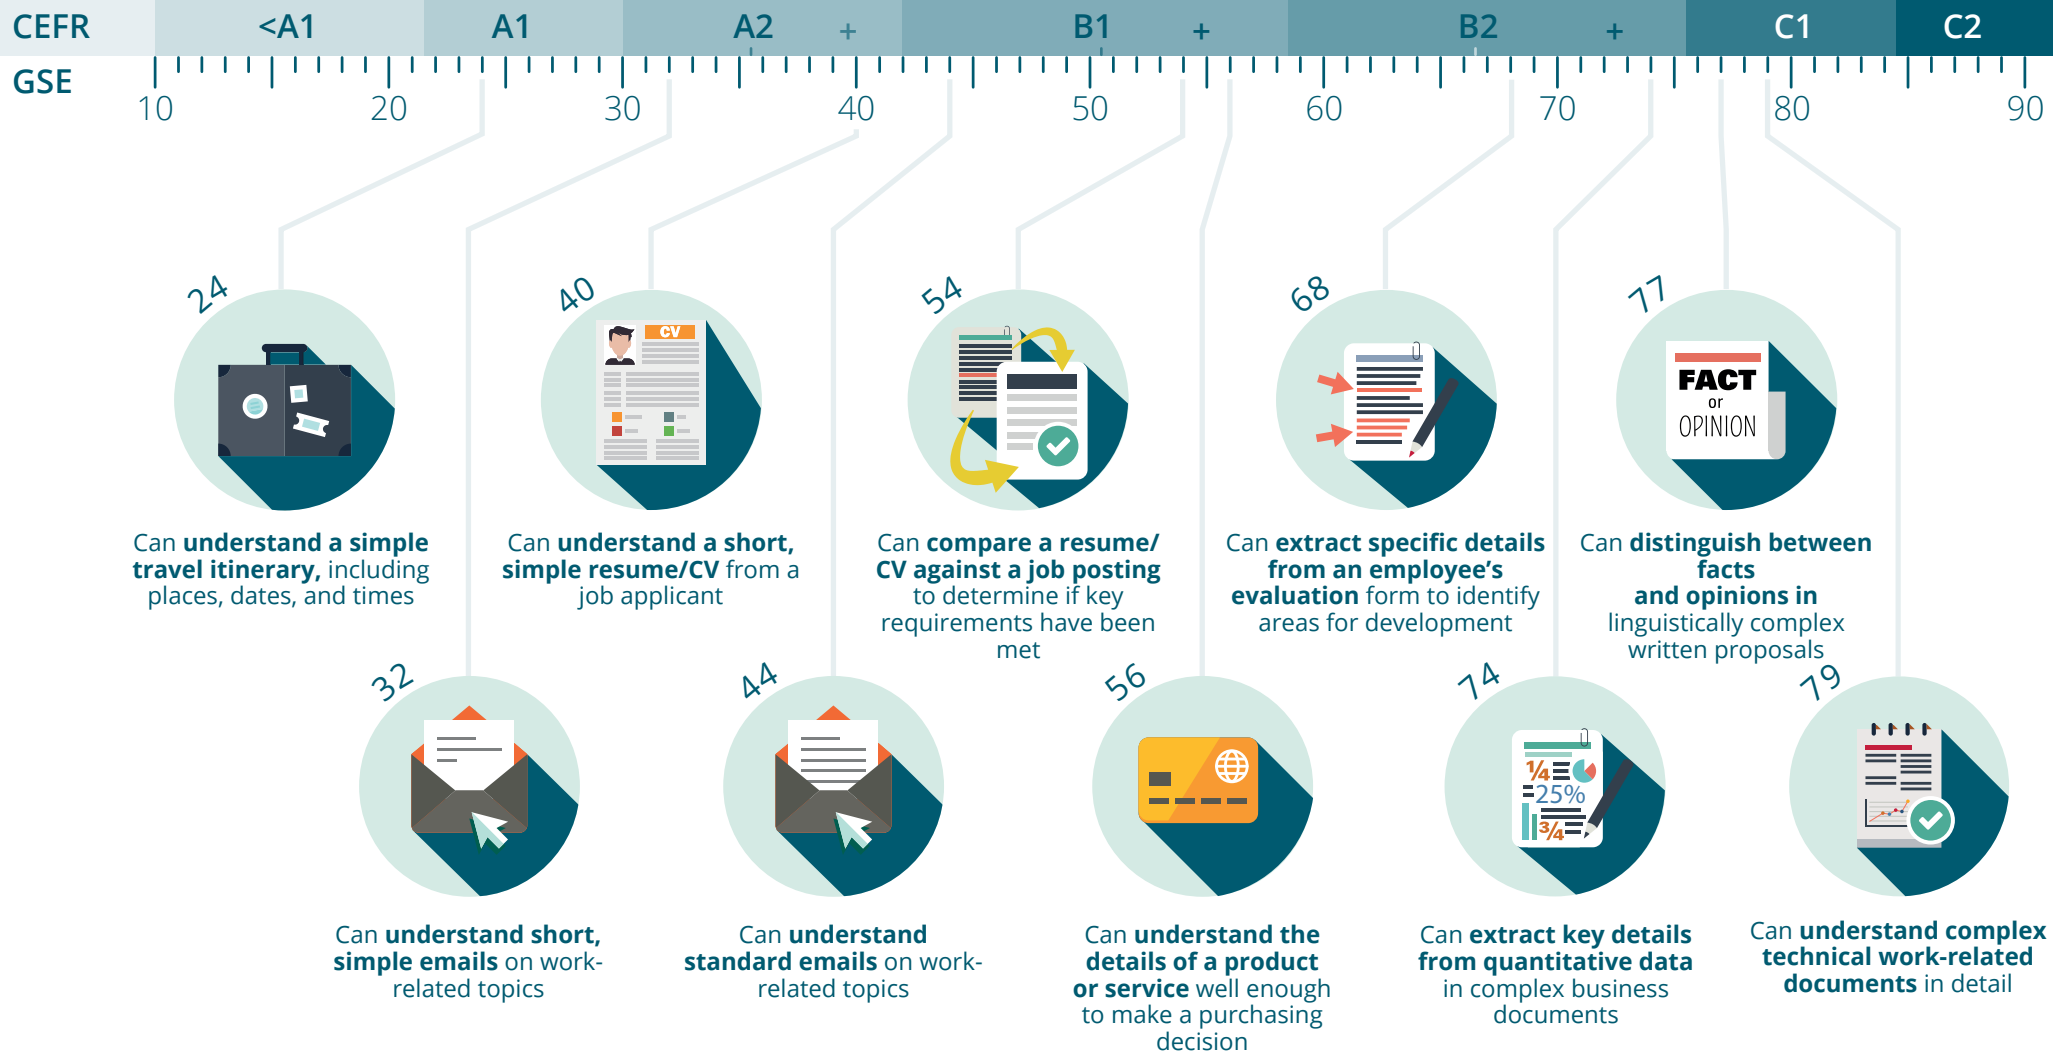 CEFR <A1 A1 A2 + B1 + B2 + C1 C2
GSE
10 20 30 40 50 60 70 80 90
24
Can understand a simple
travel itinerary, including
places, dates, and times
40
CV
Can understand a short,
simple resume/CV from a
job applicant
54
Can compare a resume/
CV against a job posting
to determine if key
requirements have been
met
68
Can extract specific details
from an employee’s
evaluation form to identify
areas for development
77
FACT
or
OPINION
Can distinguish between
facts
and opinions in
linguistically complex
written proposals
32
Can understand short,
simple emails on work-
related topics
44
Can understand
standard emails on work-
related topics
56
Can understand the
details of a product
or service well enough
to make a purchasing
decision
74
1/4
25%
3/4
Can extract key details
from quantitative data
in complex business
documents
79
Can understand complex
technical work-related
documents in detail